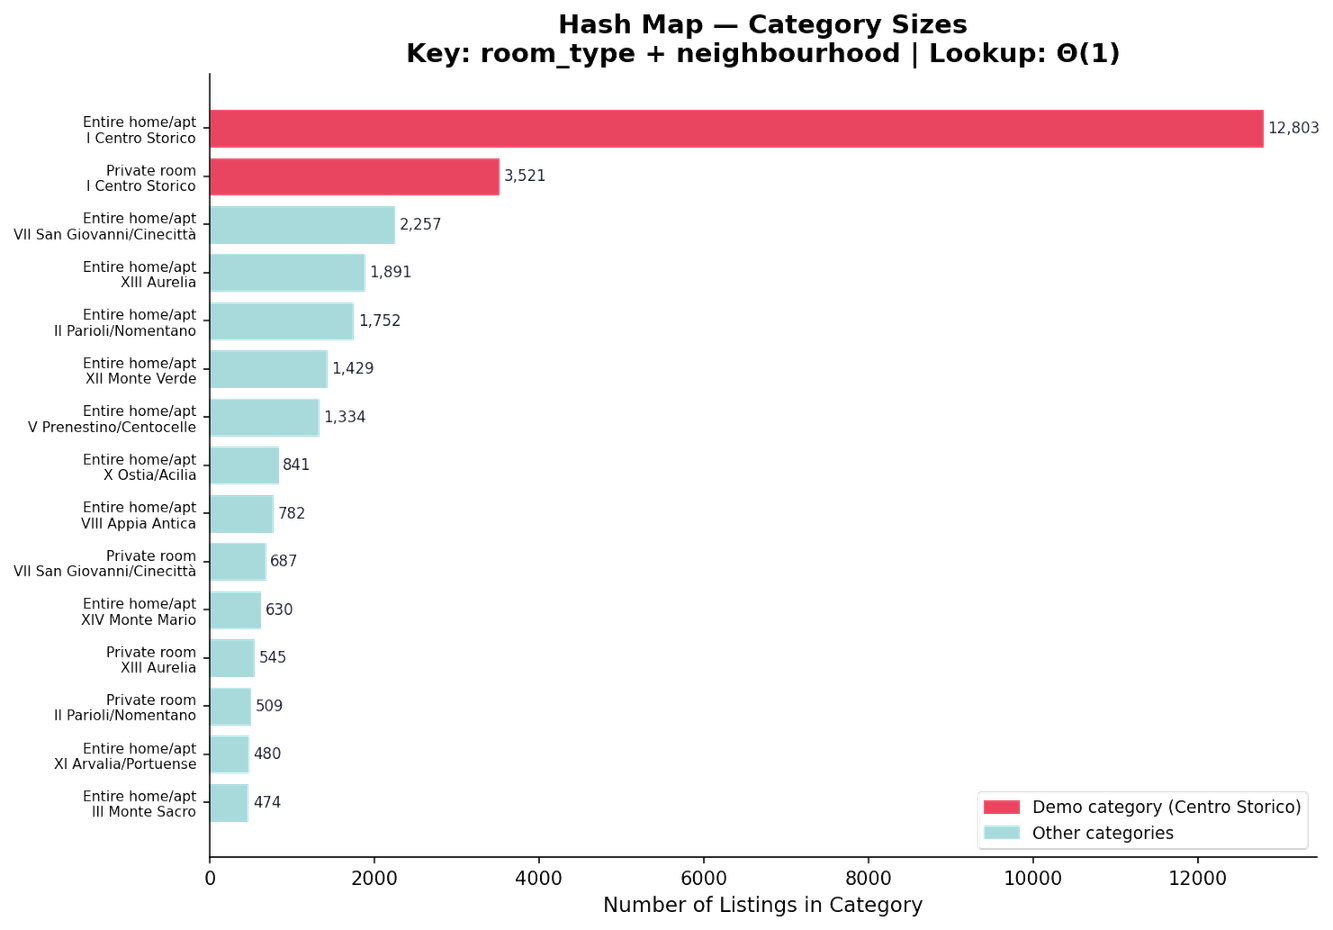 Hash Map — Category Sizes
Key: room_type + neighbourhood | Lookup: Θ(1)
Entire home/apt
I Centro Storico
12,803
Private room
I Centro Storico
3,521
Entire home/apt
VII San Giovanni/Cinecittà
2,257
Entire home/apt
XIII Aurelia
1,891
Entire home/apt
II Parioli/Nomentano
1,752
Entire home/apt
XII Monte Verde
1,429
Entire home/apt
V Prenestino/Centocelle
1,334
Entire home/apt
X Ostia/Acilia
841
Entire home/apt
VIII Appia Antica
782
Private room
VII San Giovanni/Cinecittà
687
Entire home/apt
XIV Monte Mario
630
Private room
XIII Aurelia
545
Private room
II Parioli/Nomentano
509
Entire home/apt
XI Arvalia/Portuense
480
Entire home/apt
III Monte Sacro
474
Demo category (Centro Storico)
Other categories
0 2000 4000 6000 8000 10000 12000
Number of Listings in Category